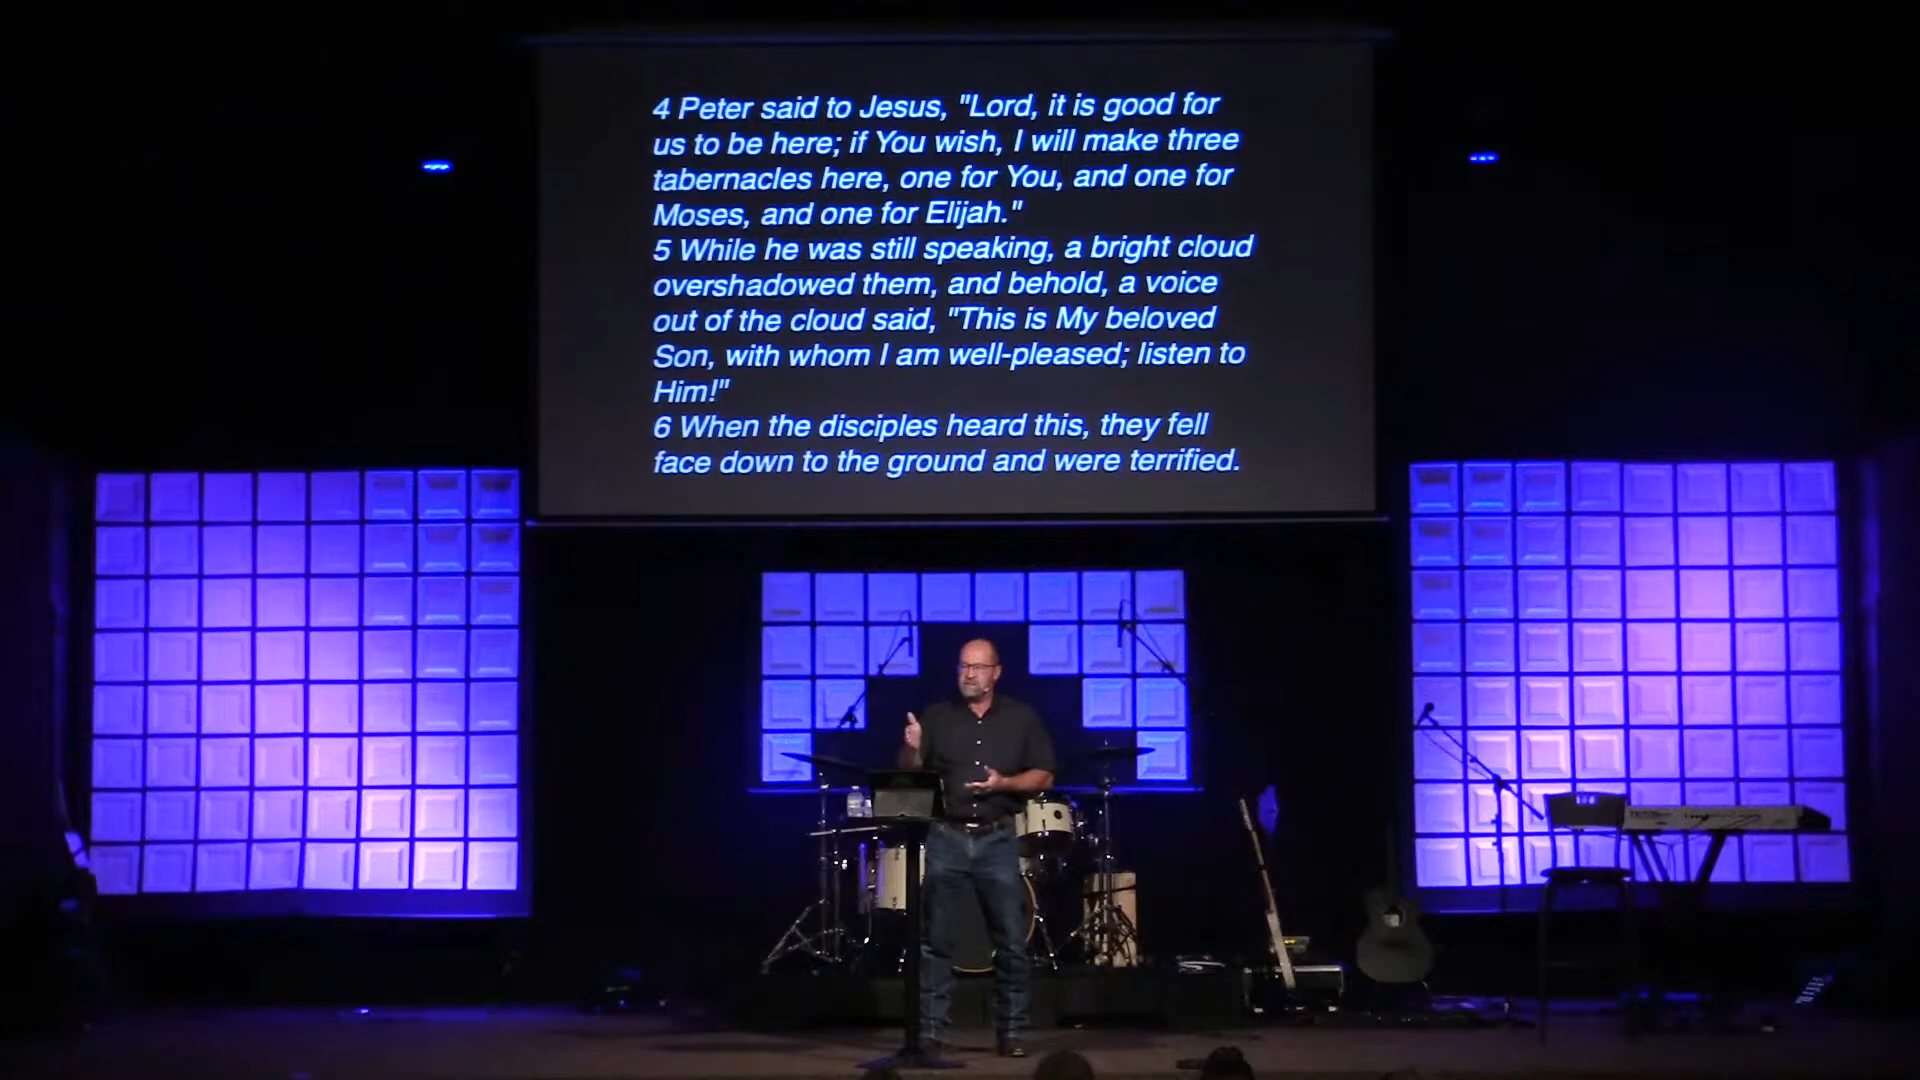 4 Peter said to Jesus, "Lord, it is good for
us to be here; if You wish, I will make three
tabernacles here, one for You, and one for
Moses, and one for Elijah."
5 While he was still speaking, a bright cloud
overshadowed them, and behold, a voice
out of the cloud said, "This is My beloved
Son, with whom I am well-pleased; listen to
Him!"
6 When the disciples heard this, they fell
face down to the ground and were terrified.
TRITON